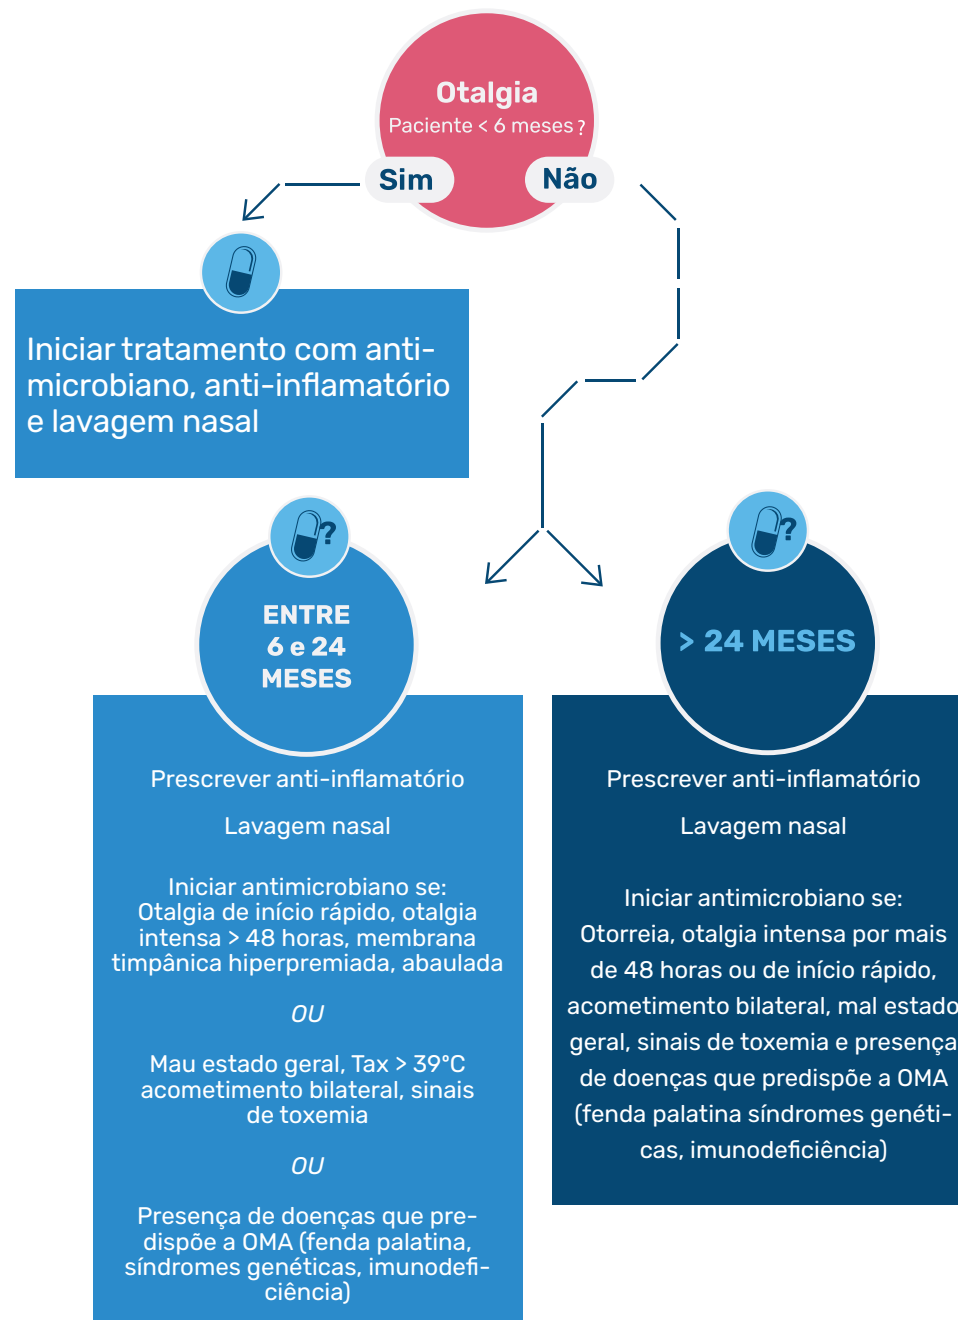 Otalgia
Paciente < 6 meses ?
Sim
Não
Iniciar tratamento com anti-
microbiano, anti-inflamatório
e lavagem nasal
?
ENTRE
6 e 24
MESES
Prescrever anti-inflamatório
Lavagem nasal
Iniciar antimicrobiano se:
Otalgia de início rápido, otalgia
intensa > 48 horas, membrana
timpânica hiperpremiada, abaulada
OU
Mau estado geral, Tax > 39°C
acometimento bilateral, sinais
de toxemia
OU
Presença de doenças que pre-
dispõe a OMA (fenda palatina,
síndromes genéticas, imunodefi-
ciência)
?
> 24 MESES
Prescrever anti-inflamatório
Lavagem nasal
Iniciar antimicrobiano se:
Otorreia, otalgia intensa por mais
de 48 horas ou de início rápido,
acometimento bilateral, mal estado
geral, sinais de toxemia e presença
de doenças que predispõe a OMA
(fenda palatina síndromes genéti-
cas, imunodeficiência)